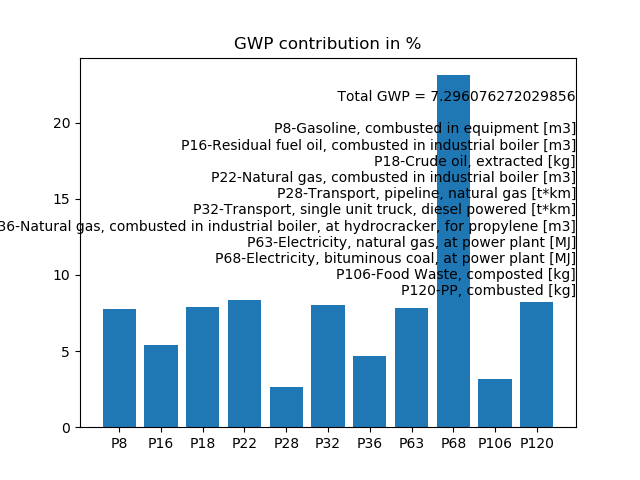 GWP contribution in %
Total GWP = 7.296076272029856
20
P8-Gasoline, combusted in equipment [m3]
P16-Residual fuel oil, combusted in industrial boiler [m3]
P18-Crude oil, extracted [kg]
P22-Natural gas, combusted in industrial boiler [m3]
15
P28-Transport, pipeline, natural gas [t*km]
P32-Transport, single unit truck, diesel powered [t*km]
36-Natural gas, combusted in industrial boiler, at hydrocracker, for propylene [m3]
P63-Electricity, natural gas, at power plant [MJ]
P68-Electricity, bituminous coal, at power plant [MJ]
10
P106-Food Waste, composted [kg]
P120-PP, combusted [kg]
5
0
P8 P16 P18 P22 P28 P32 P36 P63 P68 P106 P120